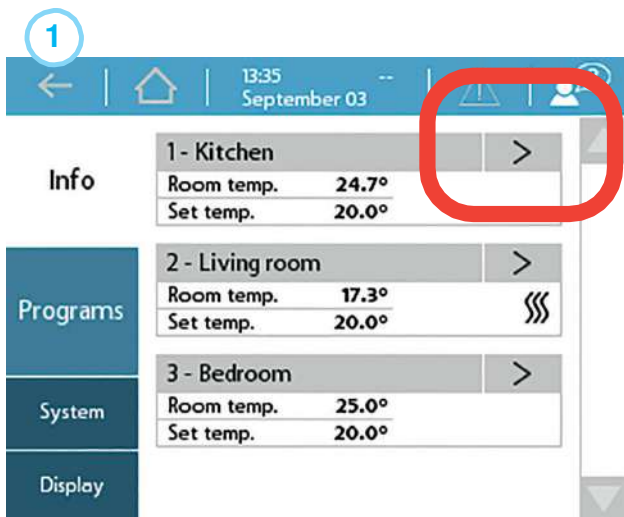 1
13:35 --
September 03
?
Info
1 - Kitchen >
Room temp. 24.7°
Set temp. 20.0°
Programs
2 - Living room >
Room temp. 17.3°
Set temp. 20.0°
System
3 - Bedroom >
Room temp. 25.0°
Set temp. 20.0°
Display